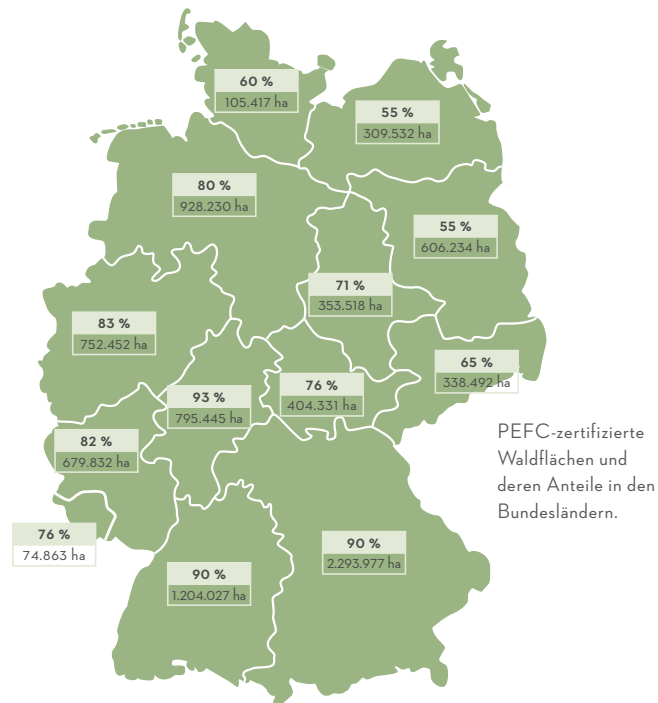 60 %
105.417 ha
55 %
309.532 ha
80 %
928.230 ha
55 %
606.234 ha
71 %
353.518 ha
83 %
752.452 ha
65 %
338.492 ha
76 %
404.331 ha
93 %
795.445 ha
82 %
679.832 ha
PEFC-zertifizierte
Waldflächen und
deren Anteile in den
Bundesländern.
76 %
74.863 ha
90 %
2.293.977 ha
90 %
1.204.027 ha